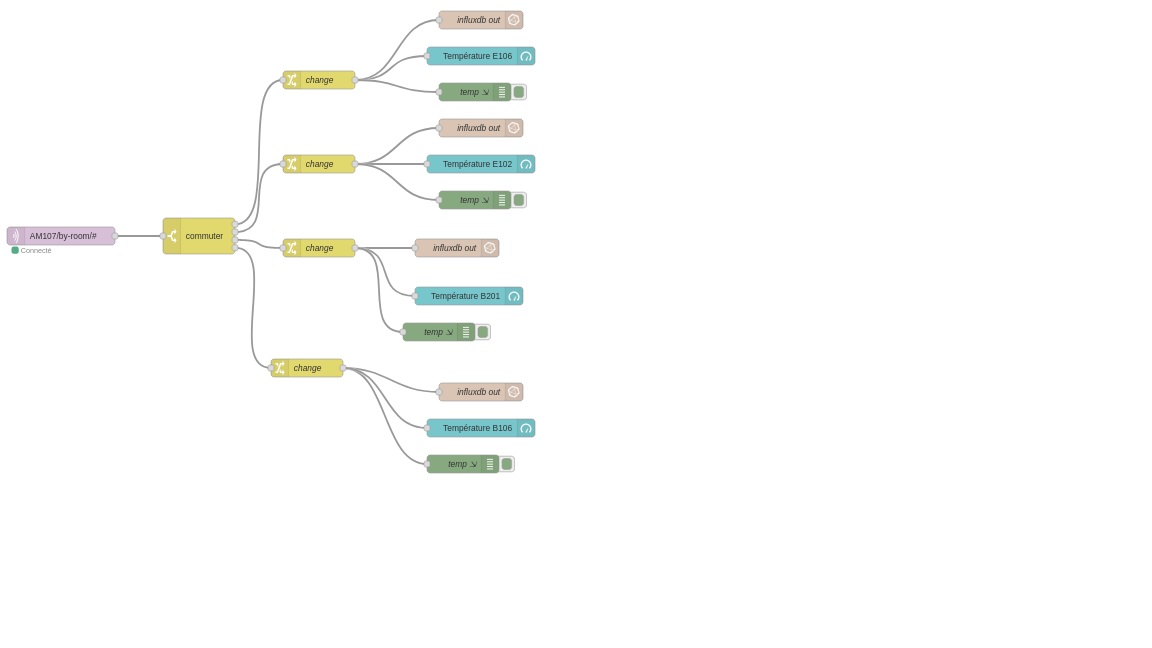 influxdb out
Température E106
change
temp
influxdb out
change
Température E102
temp
AM107/by-room/#
commuter
Connecté
change
influxdb out
Température B201
temp
change
influxdb out
Température B106
temp